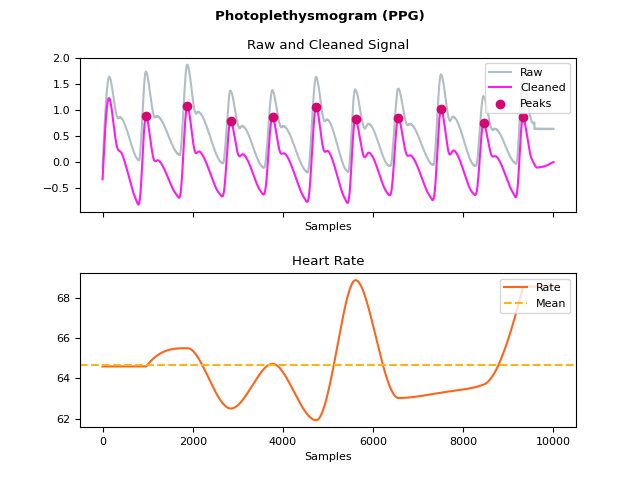 Photoplethysmogram (PPG)
Raw and Cleaned Signal
2.0
1.5
1.0
0.5
0.0
−0.5
Raw
Cleaned
Peaks
Samples
Heart Rate
68
66
64
62
Rate
Mean
0 2000 4000 6000 8000 10000
Samples